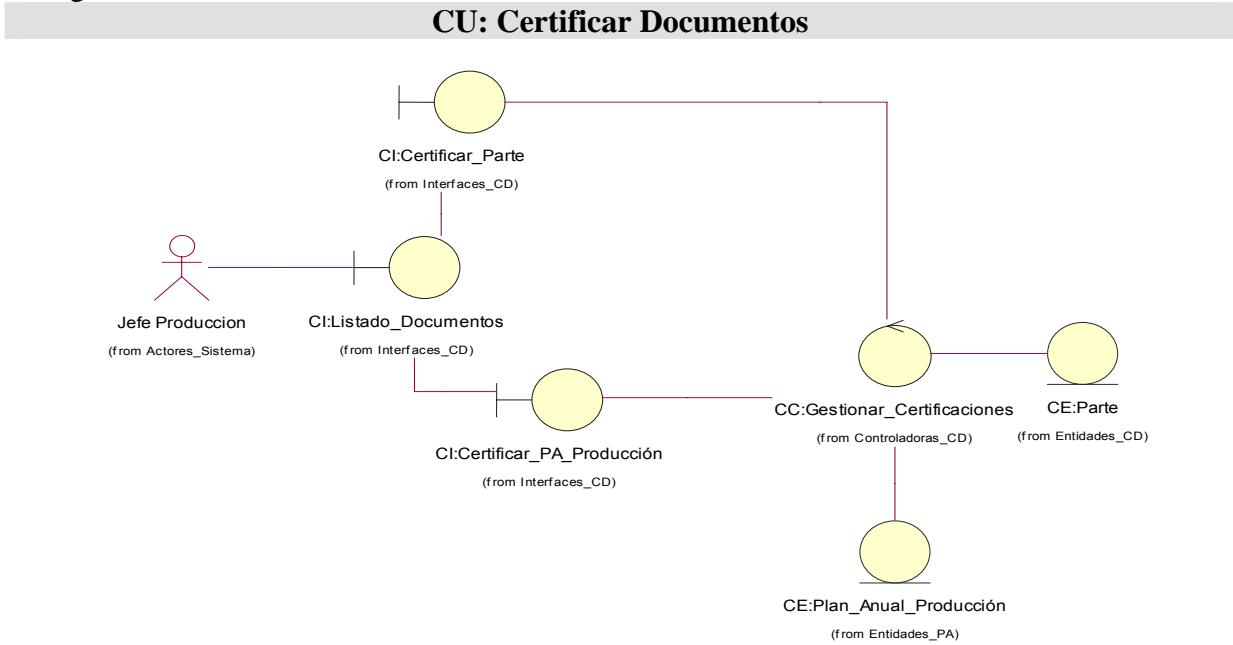 CU: Certificar Documentos
CI:Certificar_Parte
(from Interfaces_CD)
Jefe Produccion
(from Actores_Sistema)
CI:Listado_Documentos
(from Interfaces_CD)
CI:Certificar_PA_Producción
(from Interfaces_CD)
CC:Gestionar_Certificaciones
(from Controladoras_CD)
CE:Parte
(from Entidades_CD)
CE:Plan_Anual_Producción
(from Entidades_PA)